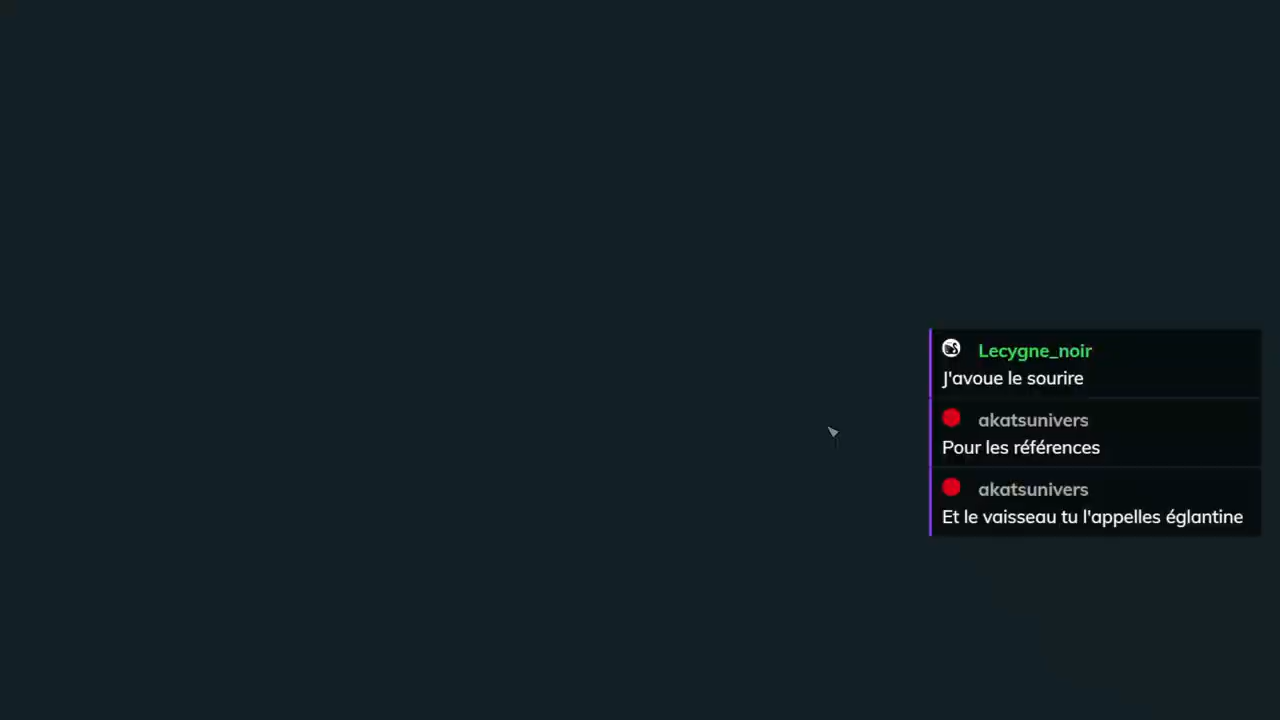 Lecygne_noir
J'avoue le sourire
akatsunivers
Pour les références
akatsunivers
Et le vaisseau tu l'appelles églantine